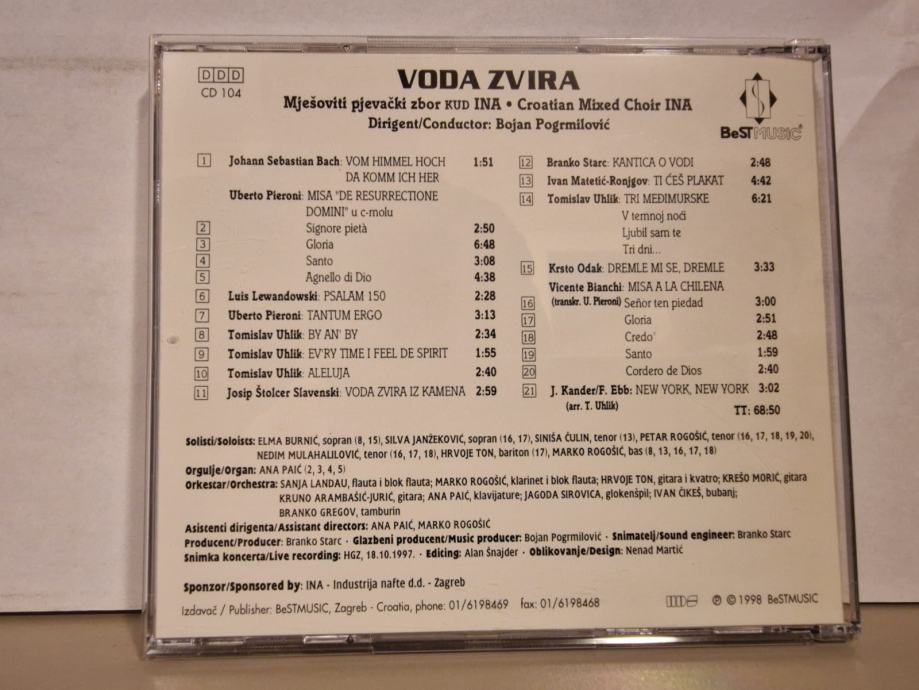 DDD
CD 104
VODA ZVIRA
Mješoviti pjevački zbor KUD INA • Croatian Mixed Choir INA
Dirigent/Conductor: Bojan Pogrmilović
BeSTMUSIC
1 Johann Sebastian Bach: VOM HIMMEL HOCH 1:51
DA KOMM ICH HER
Uberto Pieroni: MISA "DE RESURRECTIONE
DOMINI" u c-molu
2 Signore pietà 2:50
3 Gloria 6:48
4 Santo 3:08
5 Agnello di Dio 4:38
6 Luis Lewandowski: PSALAM 150 2:28
7 Uberto Pieroni: TANTUM ERGO 3:13
8 Tomislav Uhlik: BY AN' BY 2:34
9 Tomislav Uhlik: EV'RY TIME I FEEL DE SPIRIT 1:55
10 Tomislav Uhlik: ALELUJA 2:40
11 Josip Štolcer Slavenski: VODA ZVIRA IZ KAMENA 2:59
12 Branko Starc: KANTICA O VODI 2:48
13 Ivan Matetić-Ronjgov: TI ĆEŠ PLAKAT 4:42
14 Tomislav Uhlik: TRI MEĐIMURSKE 6:21
V temnoj noći
Ljubil sam te
Tri dni...
15 Krsto Odak: DREMLE MI SE, DREMLE 3:33
Vicente Bianchi: MISA A LA CHILENA
16 (transkr. U. Pieroni) Señor ten piedad 3:00
17 Gloria 2:51
18 Credo' 2:48
19 Santo 1:59
20 Cordero de Dios 2:40
21 J. Kander/F. Ebb: NEW YORK, NEW YORK 3:02
(arr. T. Uhlik)
TT: 68:50
Solisti/Soloists: ELMA BURNIĆ, sopran (8, 15), SILVA JANŽEKOVIĆ, sopran (16, 17), SINIŠA ČULIN, tenor (13), PETAR ROGOŠIĆ, tenor (16, 17, 18, 19, 20),
NEDIM MULAHALILOVIĆ, tenor (16, 17, 18), HRVOJE TON, bariton (17), MARKO ROGOŠIĆ, bas (8, 13, 16, 17, 18)
Orgulje/Organ: ANA PAIĆ (2, 3, 4, 5)
Orkestar/Orchestra: SANJA LANDAU, flauta i blok flauta; MARKO ROGOŠIĆ, klarinet i blok flauta; HRVOJE TON, gitara i kvatro; KREŠO MORIĆ, gitara
KRUNO ARAMBAŠIĆ-JURIĆ, gitara; ANA PAIĆ, klavijature; JAGODA SIROVICA, glokenšpil; IVAN ČIKEŠ, bubanj;
BRANKO GREGOV, tamburin
Asistenti dirigenta/Assistant directors: ANA PAIĆ, MARKO ROGOŠIĆ
Producent/Producer: Branko Starc · Glazbeni producent/Music producer: Bojan Pogrmilović · Snimatelj/Sound engineer: Branko Starc
Snimka koncerta/Live recording: HGZ, 18.10.1997. · Editing: Alan Šnajder · Oblikovanje/Design: Nenad Martić
Sponzor/Sponsored by: INA - Industrija nafte d.d. - Zagreb
Izdavač / Publisher: BeSTMUSIC, Zagreb - Croatia, phone: 01/6198469 fax: 01/6198468
℗ © 1998 BeSTMUSIC